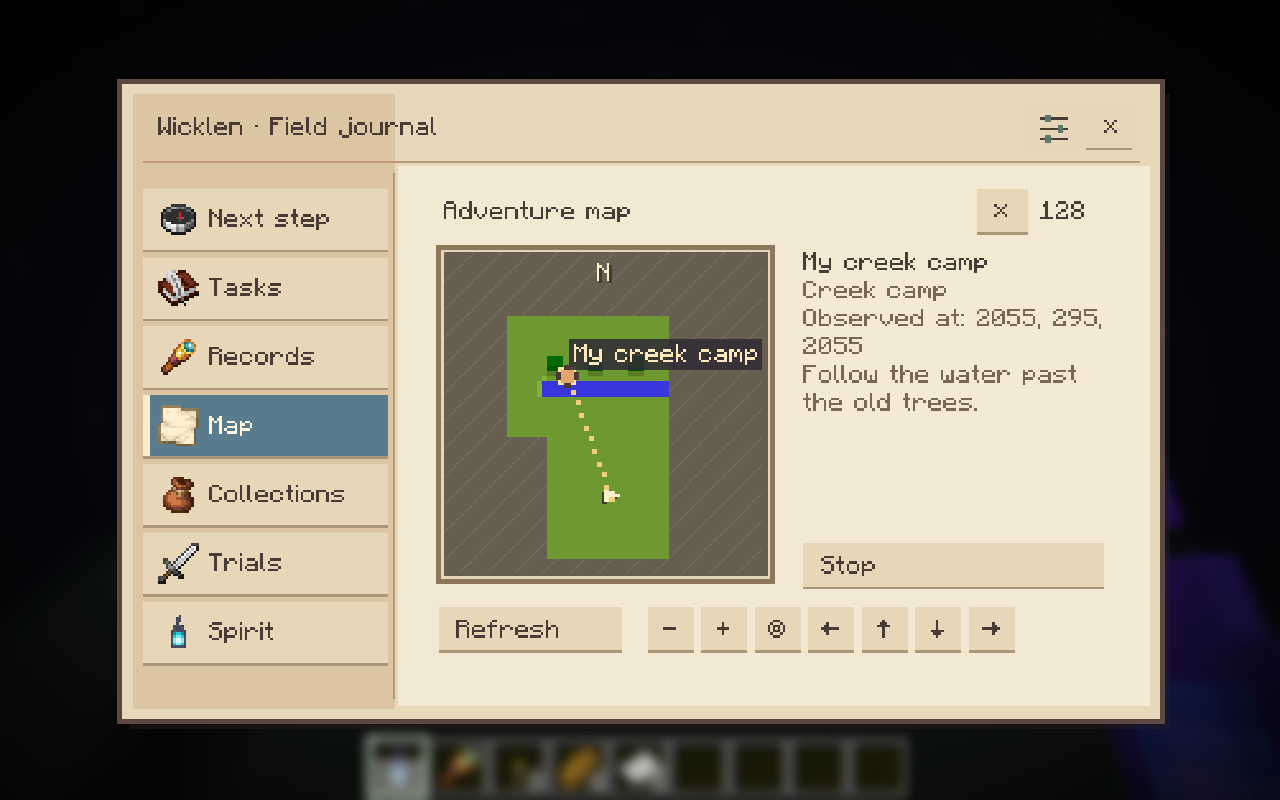 Wicklen · Field journal
×
Next step
Tasks
Records
Map
Collections
Trials
Spirit
Adventure map
×
128
N
My creek camp
My creek camp
Creek camp
Observed at: 2055, 295,
2055
Follow the water past
the old trees.
Stop
Refresh
− + ◎ ← ↑ ↓ →